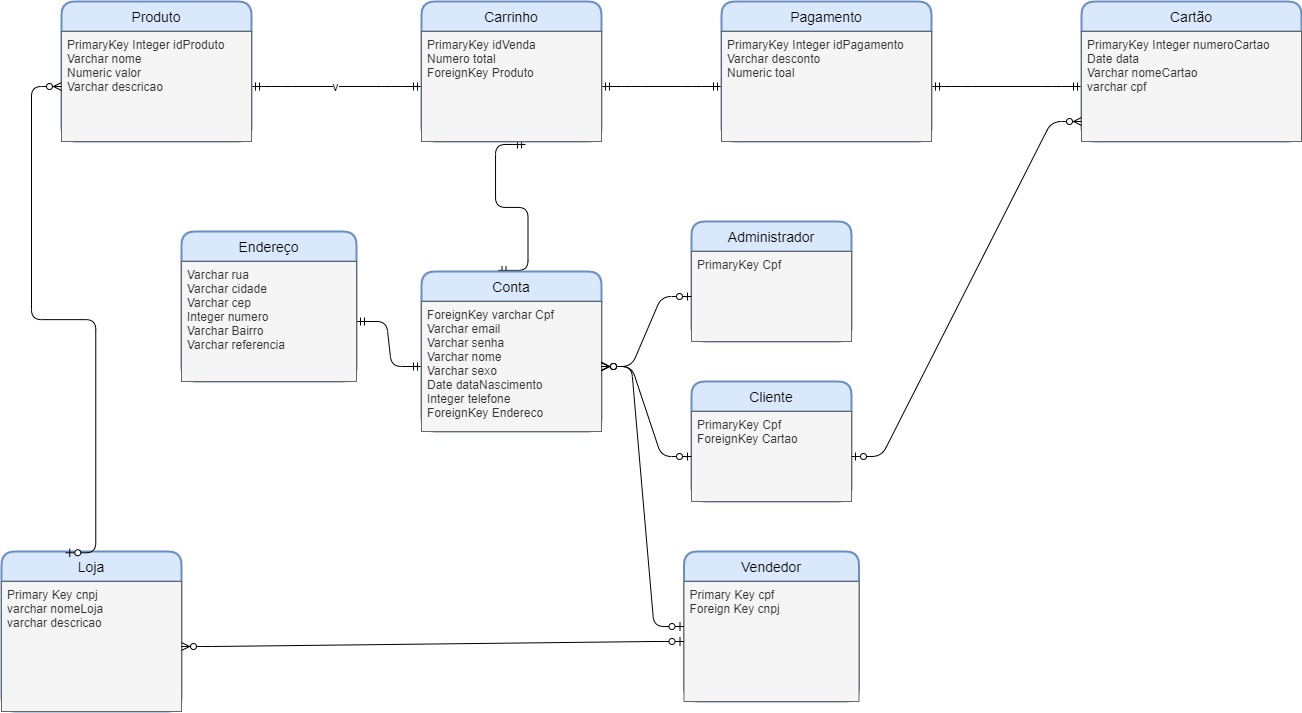 Produto
PrimaryKey Integer idProduto
Varchar nome
Numeric valor
Varchar descricao
Carrinho
PrimaryKey idVenda
Numero total
ForeignKey Produto
Pagamento
PrimaryKey Integer idPagamento
Varchar desconto
Numeric toal
Cartão
PrimaryKey Integer numeroCartao
Date data
Varchar nomeCartao
varchar cpf
v
Endereço
Varchar rua
Varchar cidade
Varchar cep
Integer numero
Varchar Bairro
Varchar referencia
Conta
ForeignKey varchar Cpf
Varchar email
Varchar senha
Varchar nome
Varchar sexo
Date dataNascimento
Integer telefone
ForeignKey Endereco
Administrador
PrimaryKey Cpf
Cliente
PrimaryKey Cpf
ForeignKey Cartao
Loja
Primary Key cnpj
varchar nomeLoja
varchar descricao
Vendedor
Primary Key cpf
Foreign Key cnpj